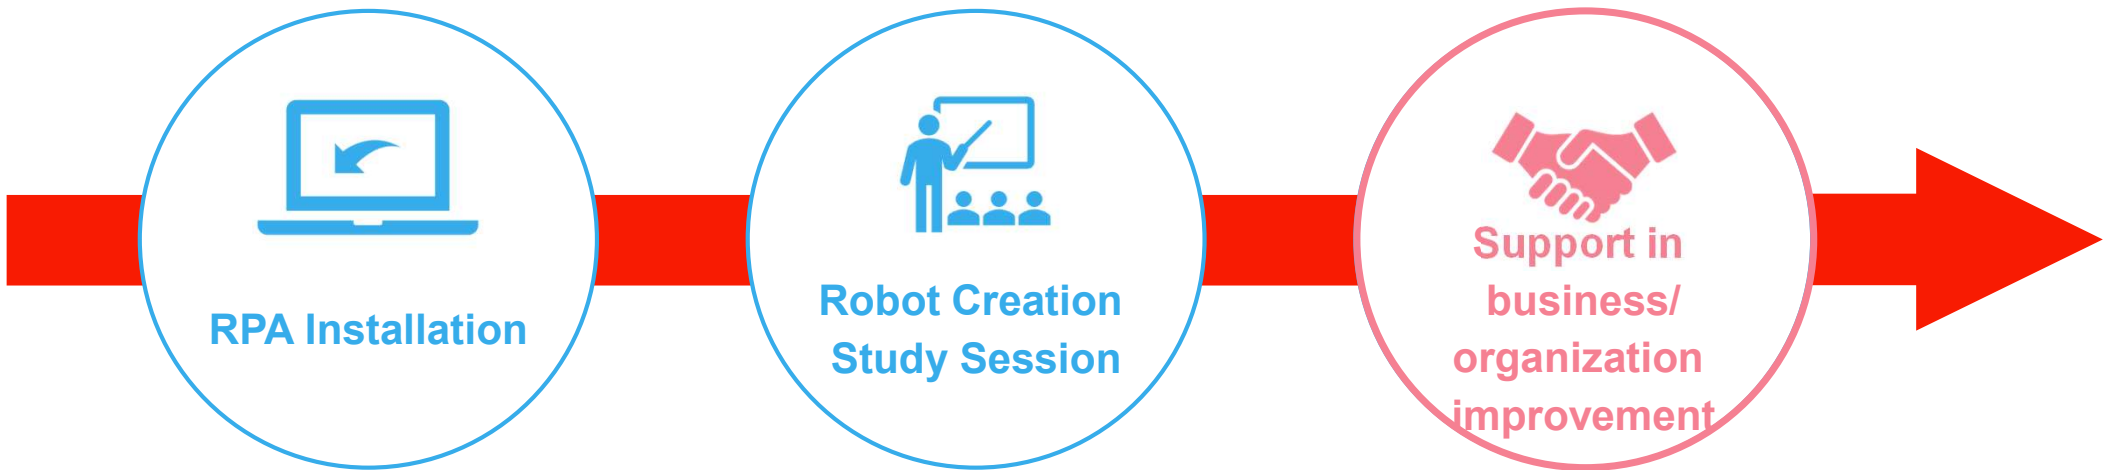 RPA Installation
Robot Creation
Study Session
Support in
business/
organization
improvement